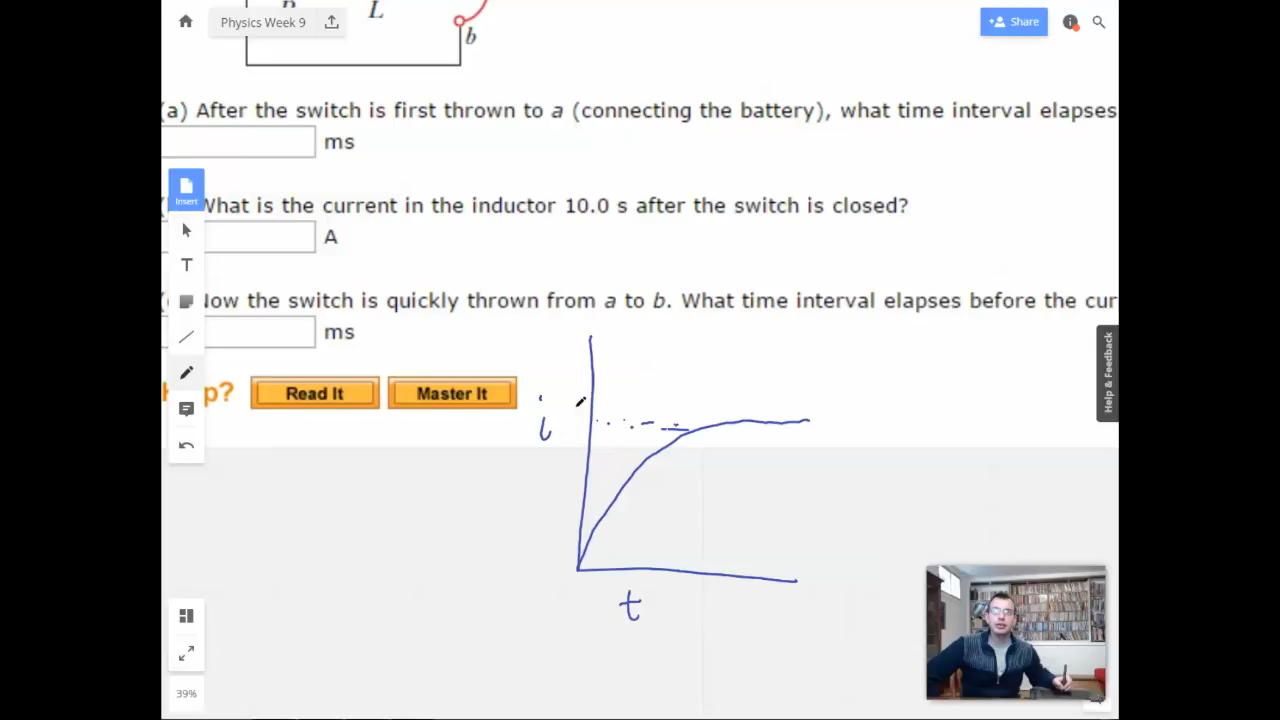 L
Physics Week 9
Share
b
(a) After the switch is first thrown to a (connecting the battery), what time interval elapses
ms
Insert
What is the current in the inductor 10.0 s after the switch is closed?
A
T
Now the switch is quickly thrown from a to b. What time interval elapses before the cur
ms
Help & Feedback
p?
Read It
Master It
i
t
39%